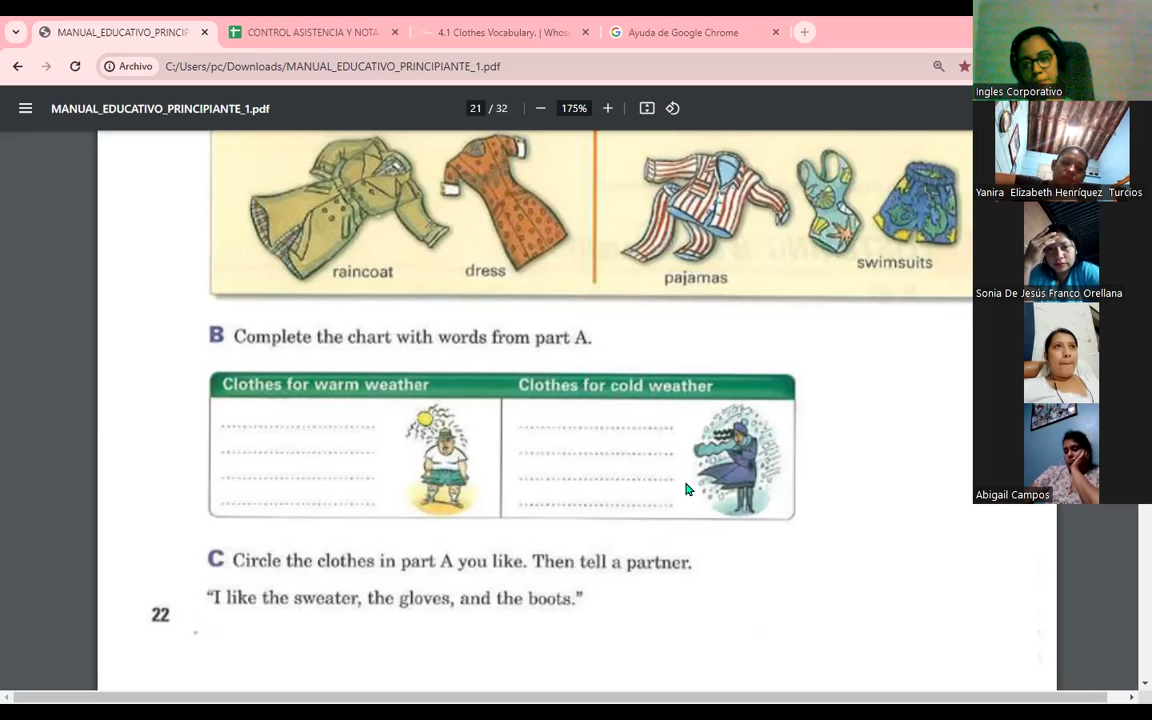 MANUAL_EDUCATIVO_PRINCIP
CONTROL ASISTENCIA Y NOTA
4.1 Clothes Vocabulary. | Whose
Ayuda de Google Chrome
Archivo
C:/Users/pc/Downloads/MANUAL_EDUCATIVO_PRINCIPIANTE_1.pdf
MANUAL_EDUCATIVO_PRINCIPIANTE_1.pdf
21 / 32
175%
raincoat
dress
pajamas
swimsuits
B Complete the chart with words from part A.
Clothes for warm weather
Clothes for cold weather
C Circle the clothes in part A you like. Then tell a partner.
"I like the sweater, the gloves, and the boots."
22
Ingles Corporativo
Yanira Elizabeth Henríquez Turcios
Sonia De Jesús Franco Orellana
Abigail Campos